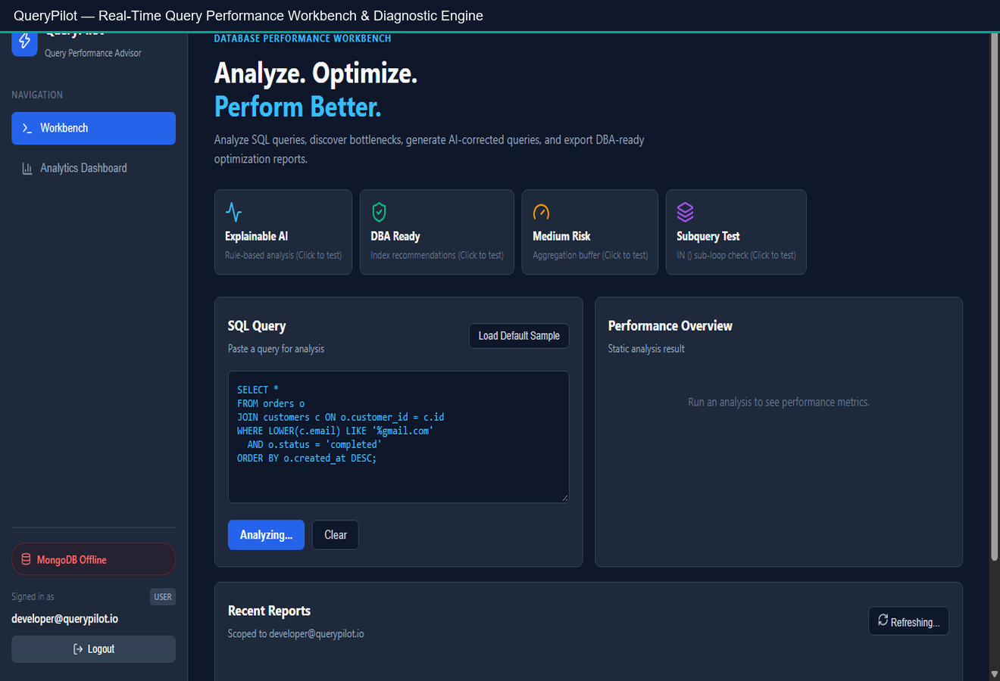 QueryPilot — Real-Time Query Performance Workbench & Diagnostic Engine
QueryPilot
Query Performance Advisor
NAVIGATION
Workbench
Analytics Dashboard
MongoDB Offline
Signed in as
USER
developer@querypilot.io
Logout
DATABASE PERFORMANCE WORKBENCH
Analyze. Optimize.
Perform Better.
Analyze SQL queries, discover bottlenecks, generate AI-corrected queries, and export DBA-ready
optimization reports.
Explainable AI
Rule-based analysis (Click to test)
DBA Ready
Index recommendations (Click to test)
Medium Risk
Aggregation buffer (Click to test)
Subquery Test
IN () sub-loop check (Click to test)
SQL Query
Paste a query for analysis
Load Default Sample
SELECT *
FROM orders o
JOIN customers c ON o.customer_id = c.id
WHERE LOWER(c.email) LIKE '%gmail.com'
  AND o.status = 'completed'
ORDER BY o.created_at DESC;
Analyzing...
Clear
Performance Overview
Static analysis result
Run an analysis to see performance metrics.
Recent Reports
Scoped to developer@querypilot.io
Refreshing...